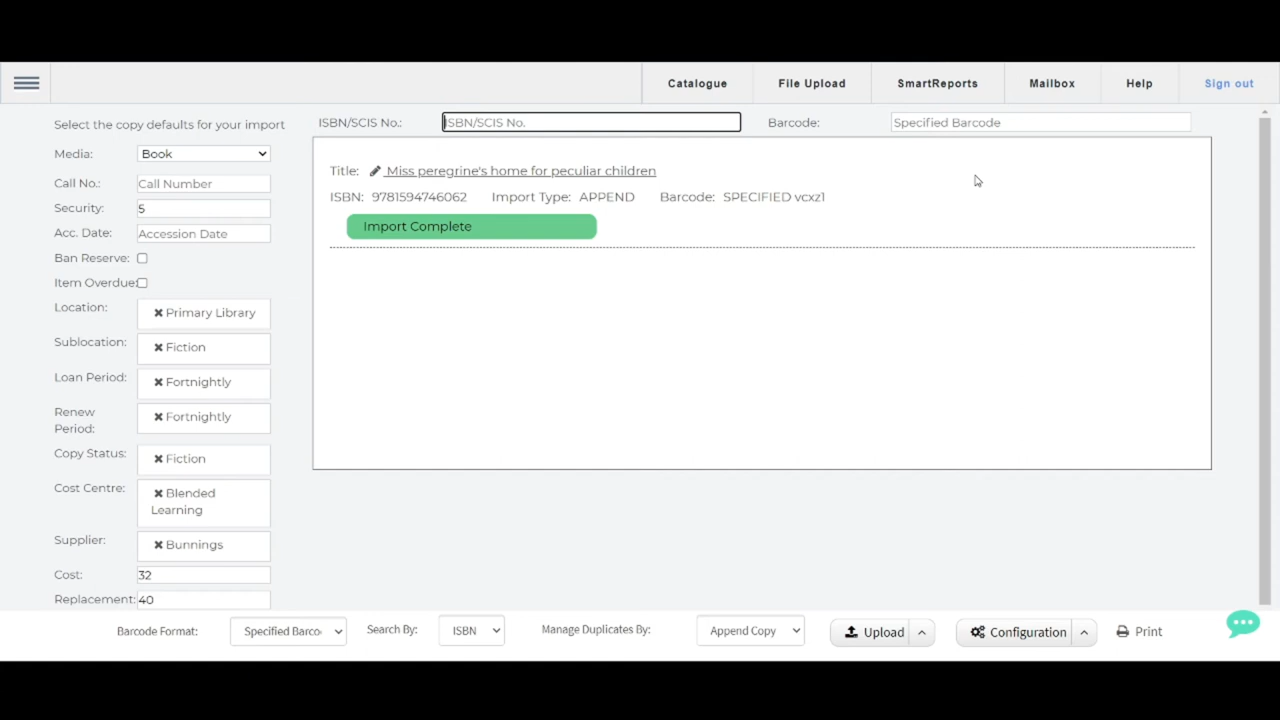 Catalogue File Upload SmartReports Mailbox Help Sign out
Select the copy defaults for your import
Media: Book
Call No.: Call Number
Security: 5
Acc. Date: Accession Date
Ban Reserve:
Item Overdue:
Location: Primary Library
Sublocation: Fiction
Loan Period: Fortnightly
Renew Fortnightly
Period:
Copy Status: Fiction
Cost Centre: Blended
Learning
Supplier: Bunnings
Cost: 32
Replacement: 40
ISBN/SCIS No.: ISBN/SCIS No. Barcode: Specified Barcode
Title: Miss peregrine's home for peculiar children
ISBN: 9781594746062 Import Type: APPEND Barcode: SPECIFIED vcxz1
Import Complete
Barcode Format: Specified Barco Search By: ISBN Manage Duplicates By: Append Copy Upload Configuration Print